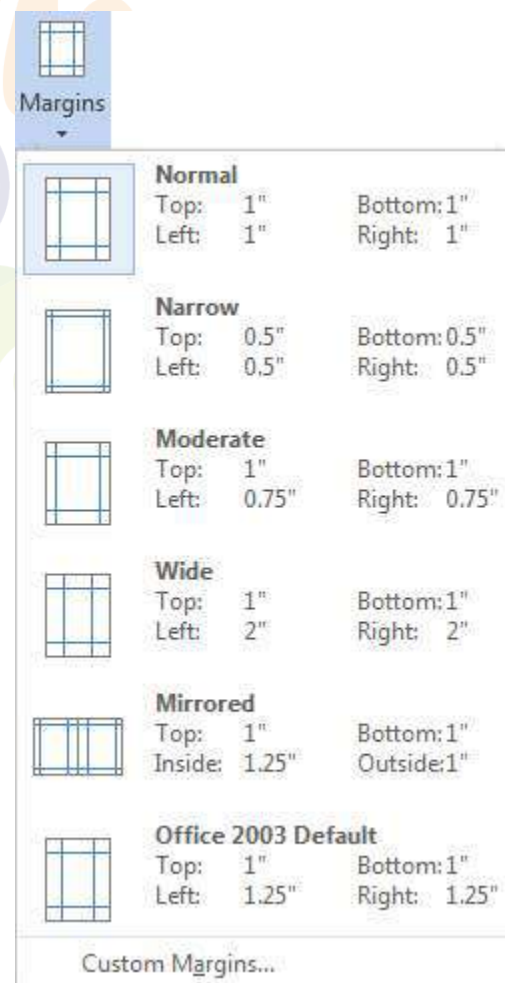 Margins
Normal
Top: 1" Bottom: 1"
Left: 1" Right: 1"
Narrow
Top: 0.5" Bottom: 0.5"
Left: 0.5" Right: 0.5"
Moderate
Top: 1" Bottom: 1"
Left: 0.75" Right: 0.75"
Wide
Top: 1" Bottom: 1"
Left: 2" Right: 2"
Mirrored
Top: 1" Bottom: 1"
Inside: 1.25" Outside: 1"
Office 2003 Default
Top: 1" Bottom: 1"
Left: 1.25" Right: 1.25"
Custom Margins...